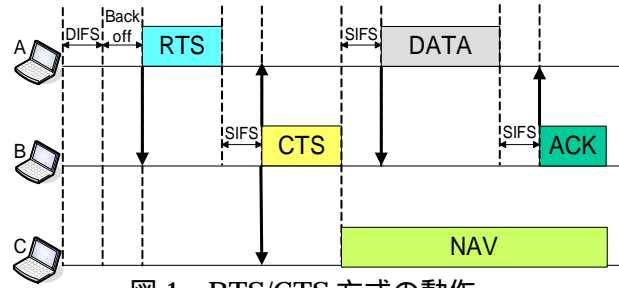 Back
DIFS off RTS SIFS DATA
A
SIFS CTS SIFS ACK
B
NAV
C
図 1 RTS/CTS 方式の動作